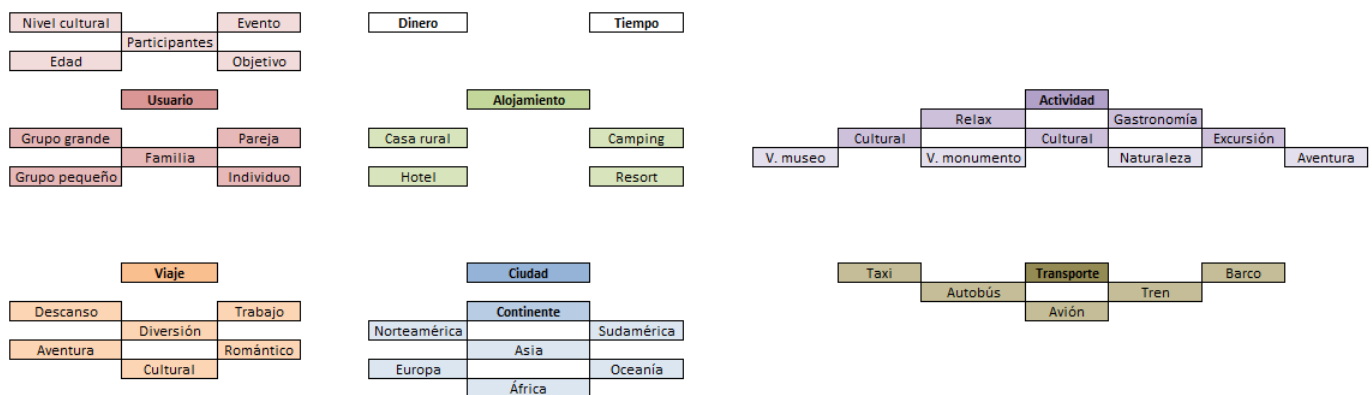 Nivel cultural Evento Dinero Tiempo
Participantes
Edad Objetivo
Usuario Alojamiento Actividad
Relax Gastronomía
Grupo grande Pareja Casa rural Camping Cultural Cultural Excursión
Familia V. museo V. monumento Naturaleza Aventura
Grupo pequeño Individuo Hotel Resort
Viaje Ciudad Taxi Transporte Barco
Autobús Tren
Descanso Trabajo Continente Avión
Diversión Norteamérica Sudamérica
Aventura Romántico Asia
Cultural Europa Oceanía
África